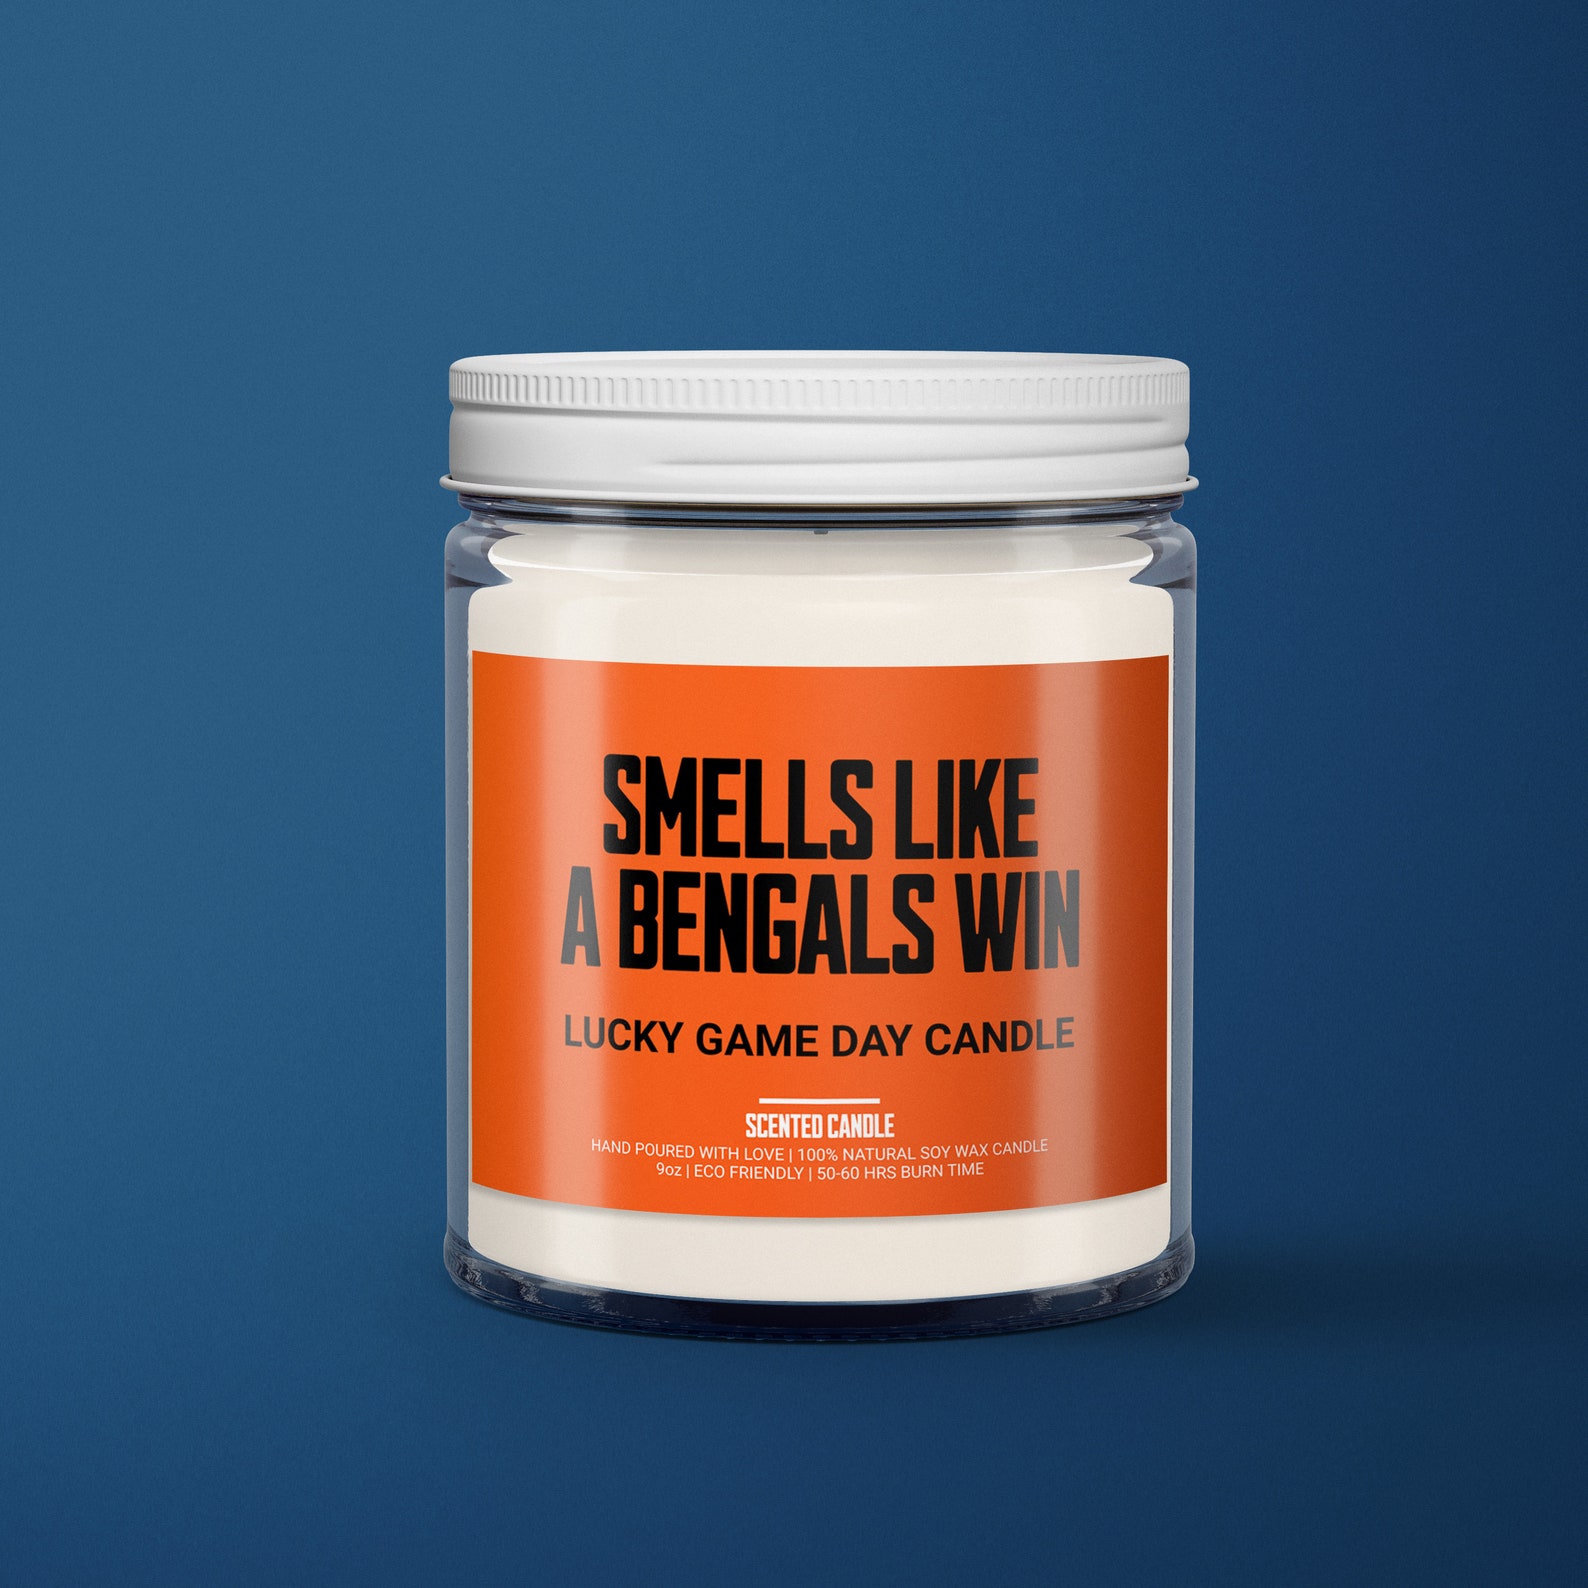 SMELLS LIKE
A BENGALS WIN
LUCKY GAME DAY CANDLE
SCENTED CANDLE
HAND POURED WITH LOVE | 100% NATURAL SOY WAX CANDLE
9oz | ECO FRIENDLY | 50-60 HRS BURN TIME